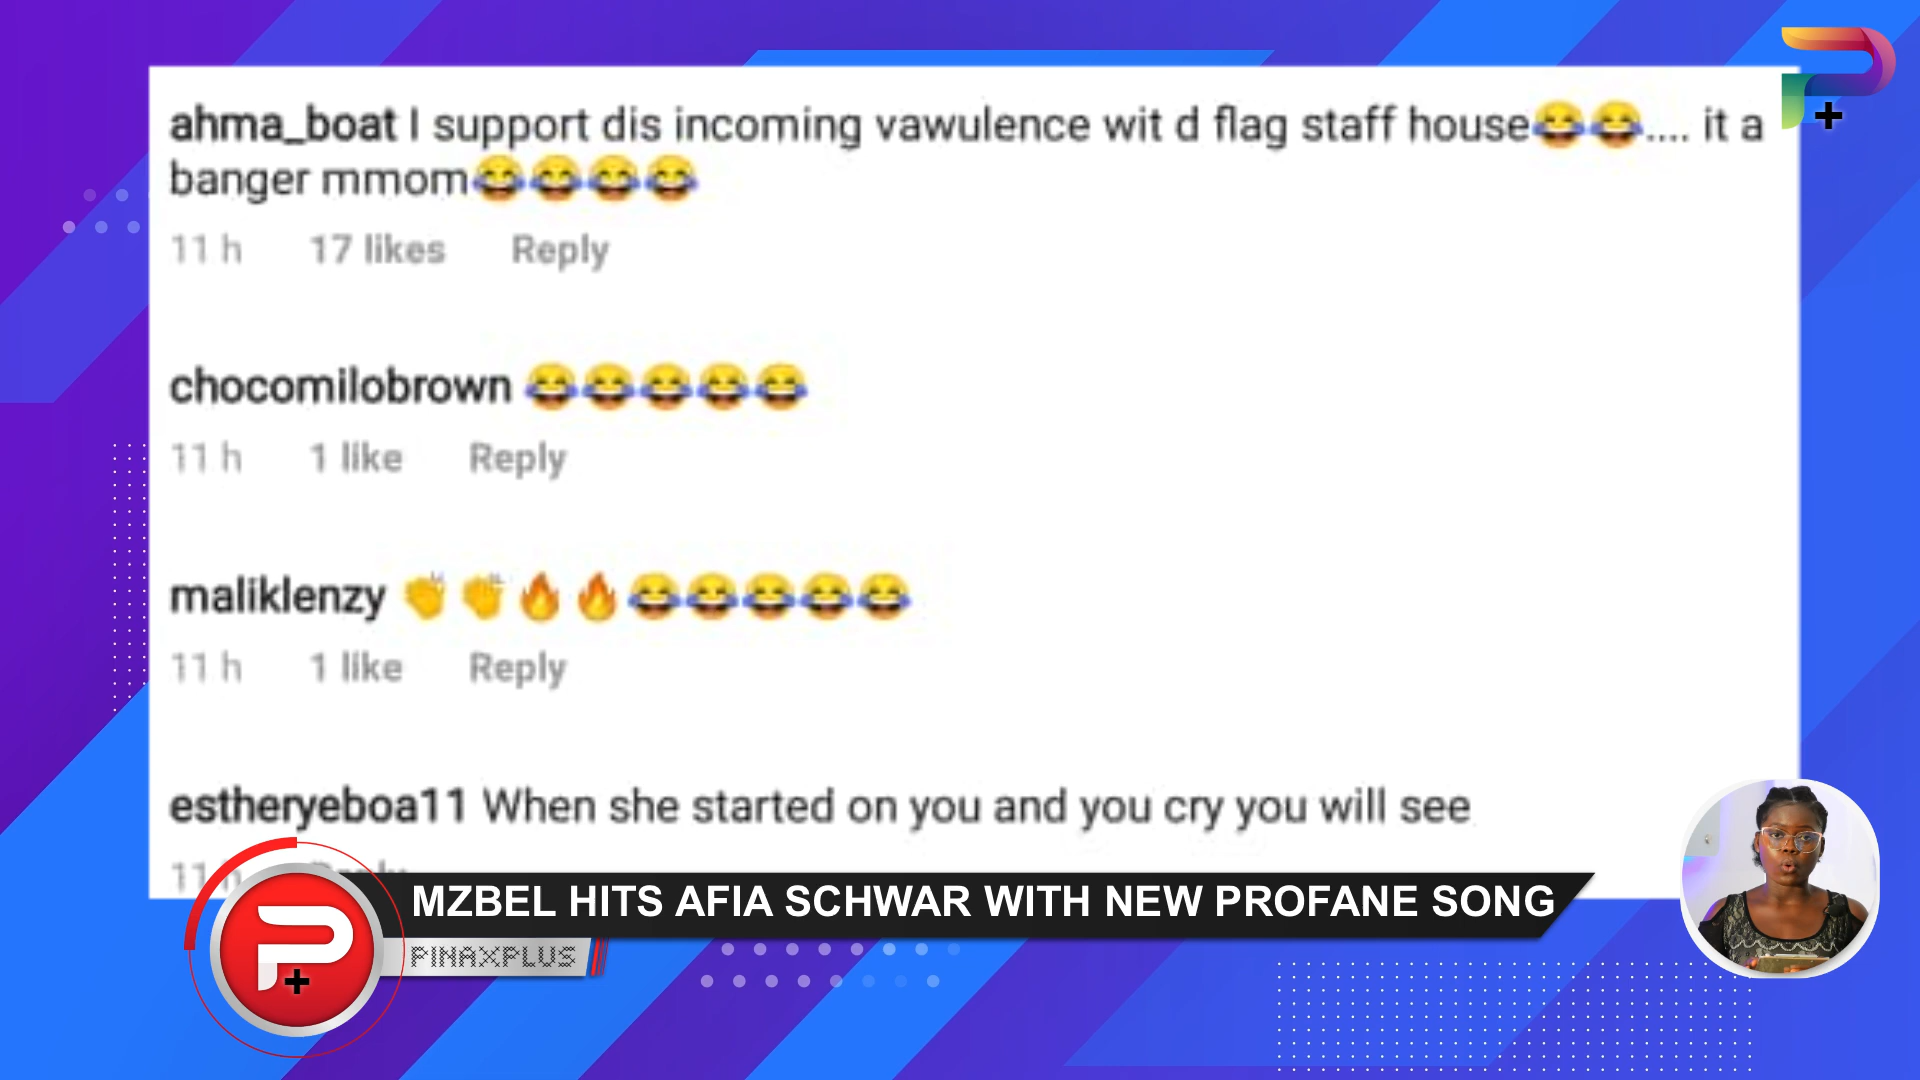 ahma_boat I support dis incoming vawulence wit d flag staff house😂😂.... it a
banger mmom😂😂😂😂
11 h 17 likes Reply
chocomilobrown 😂😂😂😂😂
11 h 1 like Reply
maliklenzy 👏👏🔥🔥😂😂😂😂😂
11 h 1 like Reply
estheryeboa11 When she started on you and you cry you will see
11 h Reply
MZBEL HITS AFIA SCHWAR WITH NEW PROFANE SONG
PINAXPLUS